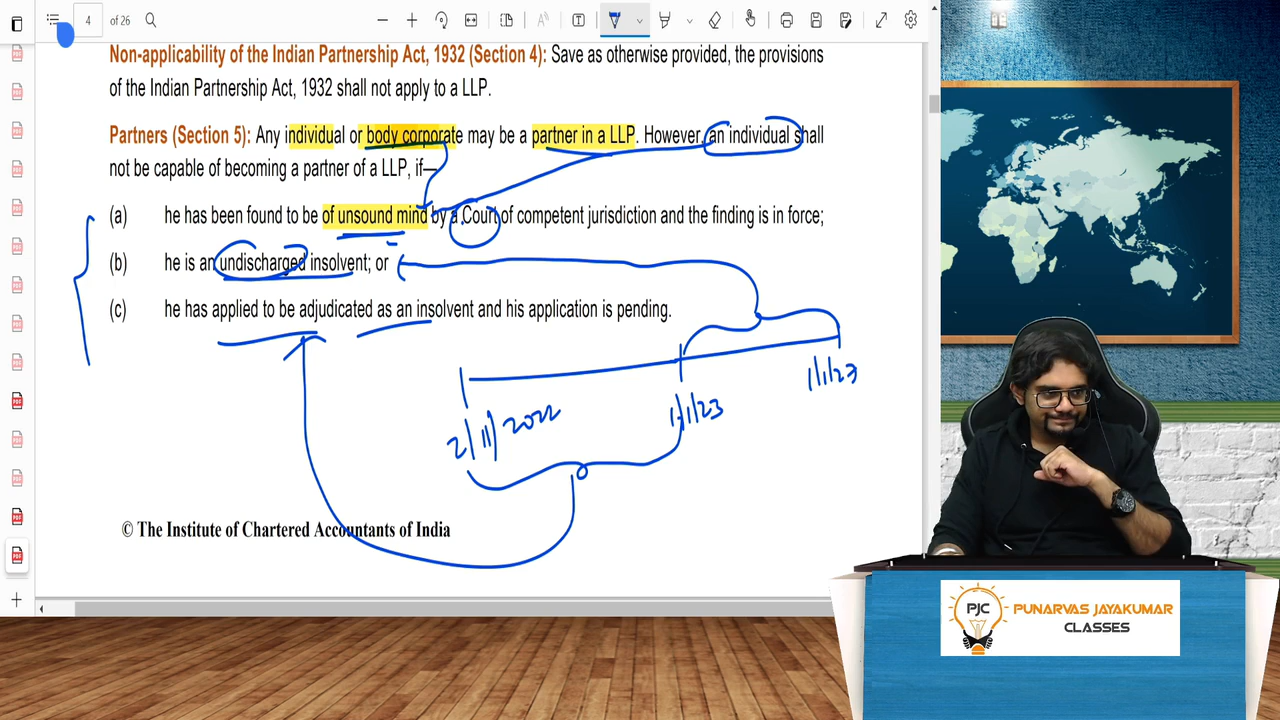 4 of 26
Non-applicability of the Indian Partnership Act, 1932 (Section 4): Save as otherwise provided, the provisions
of the Indian Partnership Act, 1932 shall not apply to a LLP.
Partners (Section 5): Any individual or body corporate may be a partner in a LLP. However, an individual shall
not be capable of becoming a partner of a LLP, if—
(a) he has been found to be of unsound mind by a Court of competent jurisdiction and the finding is in force;
(b) he is an undischarged insolvent; or
(c) he has applied to be adjudicated as an insolvent and his application is pending.
2/11/2022
1/1/23
1/1/23
© The Institute of Chartered Accountants of India
PJC
PUNARVAS JAYAKUMAR
CLASSES